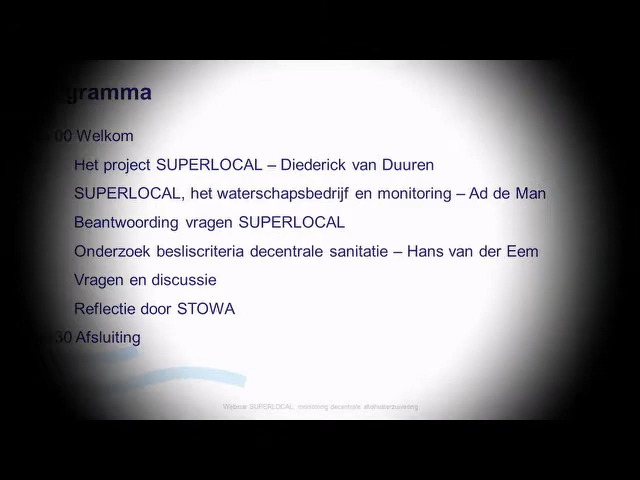 gramma
00 Welkom
Het project SUPERLOCAL – Diederick van Duuren
SUPERLOCAL, het waterschapsbedrijf en monitoring – Ad de Man
Beantwoording vragen SUPERLOCAL
Onderzoek besliscriteria decentrale sanitatie – Hans van der Eem
Vragen en discussie
Reflectie door STOWA
30 Afsluiting
Webinar SUPERLOCAL, monitoring decentrale afvalwaterzuivering